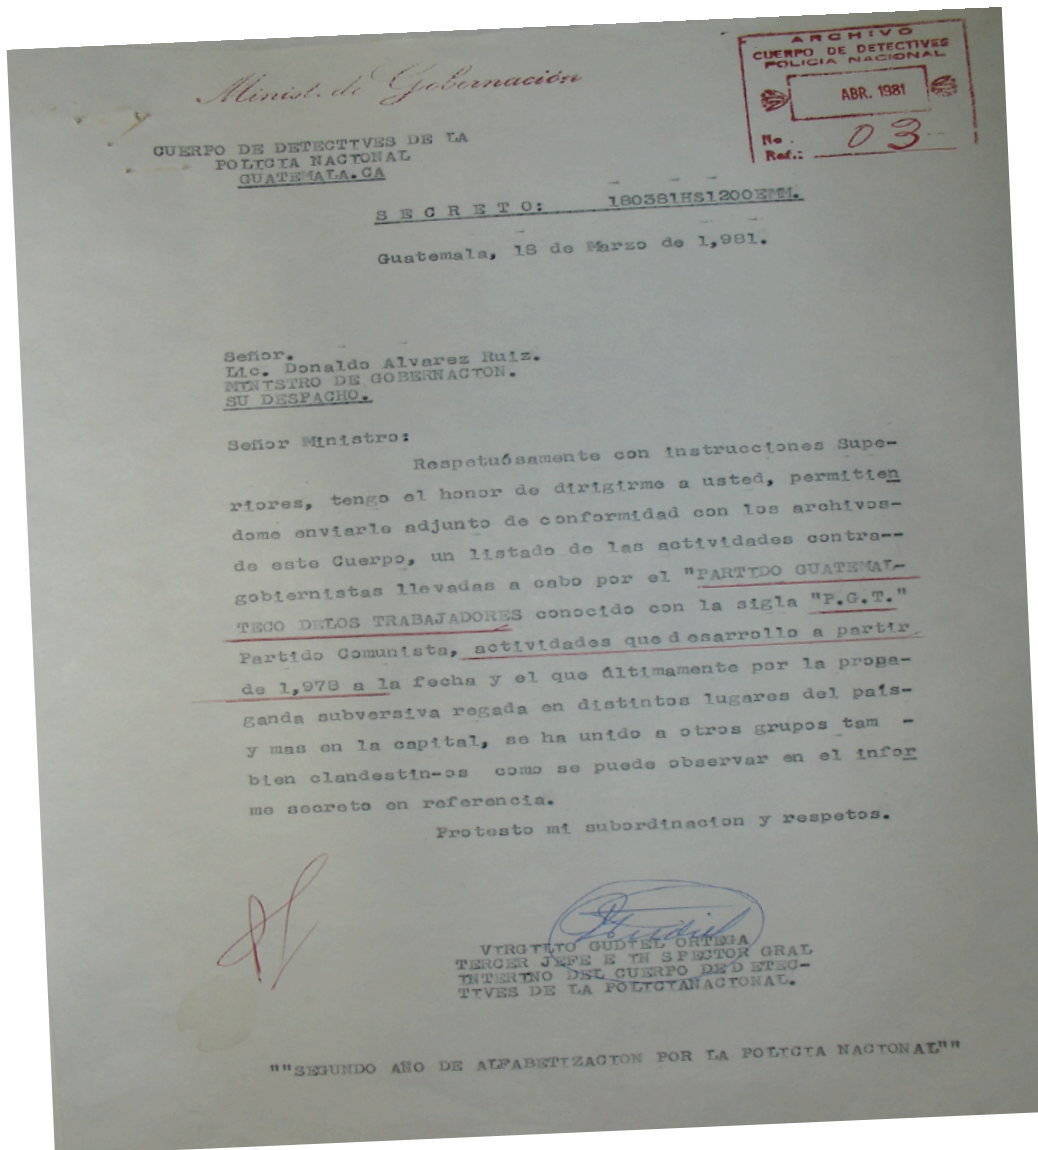 Minist. de Gobernación
ARCHIVO
CUERPO DE DETECTIVES
POLICIA NACIONAL
ABR. 1981
No.
Ref.: 03
CUERPO DE DETECTIVES DE LA
POLICIA NACIONAL
GUATEMALA.CA
S E C R E T O: 180381HS1200EMM.
Guatemala, 18 de Marzo de 1,981.
Señor.
Lic. Donaldo Alvarez Ruiz.
MINISTRO DE GOBERNACION.
SU DESPACHO.
Señor Ministro:
Respetuósamente con instrucciones Supe-
riores, tengo el honor de dirigirme a usted, permitien
dome enviarle adjunto de conformidad con los archivos-
de este Cuerpo, un listado de las actividades contra--
gobiernistas llevadas a cabo por el "PARTIDO GUATEMAL-
TECO DELOS TRABAJADORES conocido con la sigla "P.G.T."
Partido Comunista, actividades que d esarrollo a partir
de 1,978 a la fecha y el que últimamente por la propa-
ganda subversiva regada en distintos lugares del país-
y mas en la capital, se ha unido a otros grupos tam -
bien clandestin-os como se puede observar en el infor
me secreto en referencia.
Protesto mi subordinacion y respetos.
VIRGILIO GUDIEL ORTEGA
TERCER JEFE E IN SPECTOR GRAL
INTERINO DEL CUERPO DE D ETEC-
TIVES DE LA POLICIANACIONAL.
""SEGUNDO AÑO DE ALFABETIZACION POR LA POLICIA NACIONAL""